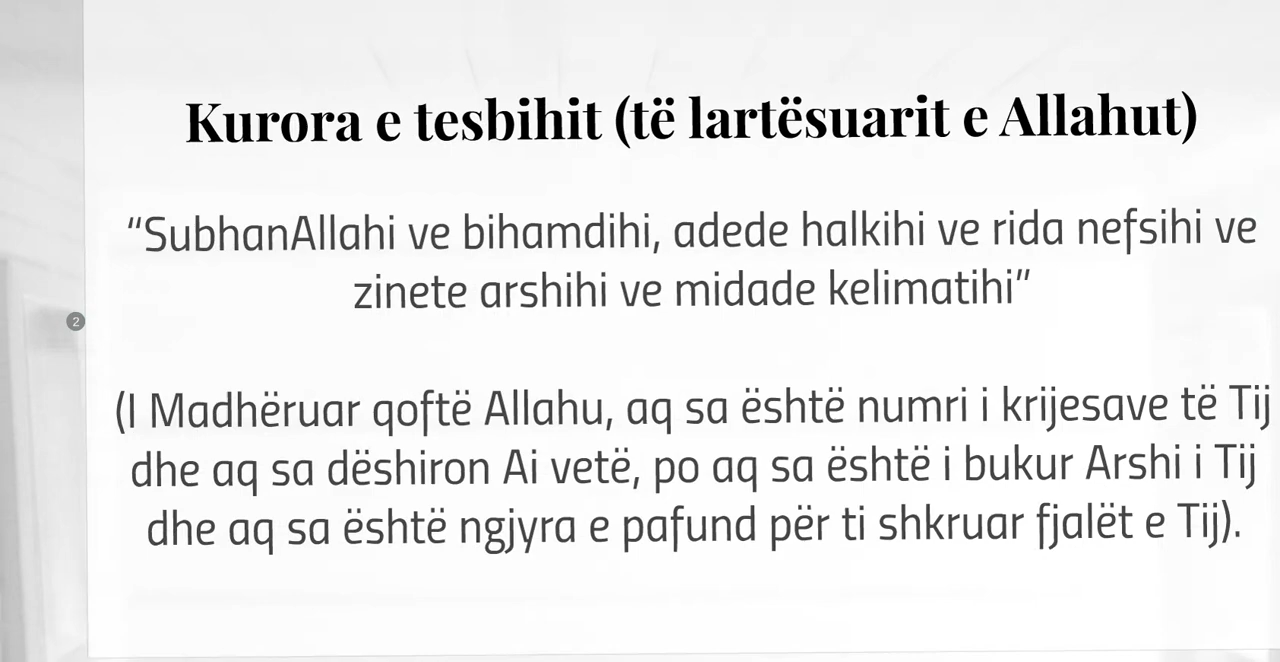 Kurora e tesbihit (të lartësuarit e Allahut)
“SubhanAllahi ve bihamdihi, adede halkihi ve rida nefsihi ve
zinete arshihi ve midade kelimatihi”
2
(I Madhëruar qoftë Allahu, aq sa është numri i krijesave të Tij
dhe aq sa dëshiron Ai vetë, po aq sa është i bukur Arshi i Tij
dhe aq sa është ngjyra e pafund për ti shkruar fjalët e Tij).